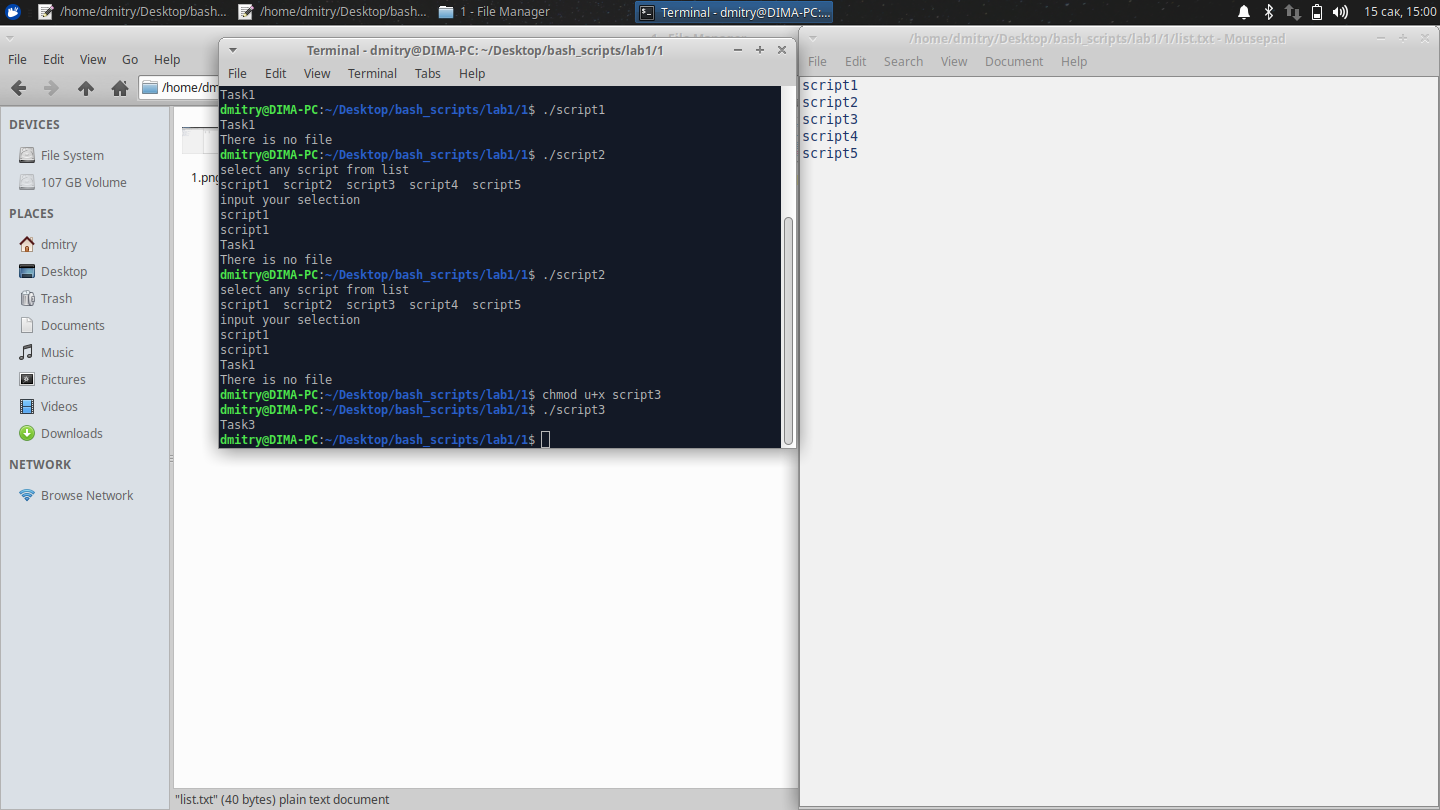 /home/dmitry/Desktop/bash... /home/dmitry/Desktop/bash... 1 - File Manager Terminal - dmitry@DIMA-PC:... 15 сак, 15:00
File Edit View Go Help
/home/dm
DEVICES
File System
107 GB Volume
PLACES
dmitry
Desktop
Trash
Documents
Music
Pictures
Videos
Downloads
NETWORK
Browse Network
1.png
"list.txt" (40 bytes) plain text document
Terminal - dmitry@DIMA-PC: ~/Desktop/bash_scripts/lab1/1
File Edit View Terminal Tabs Help
Task1
dmitry@DIMA-PC:~/Desktop/bash_scripts/lab1/1$ ./script1
Task1
There is no file
dmitry@DIMA-PC:~/Desktop/bash_scripts/lab1/1$ ./script2
select any script from list
script1  script2  script3  script4  script5
input your selection
script1
script1
Task1
There is no file
dmitry@DIMA-PC:~/Desktop/bash_scripts/lab1/1$ ./script2
select any script from list
script1  script2  script3  script4  script5
input your selection
script1
script1
Task1
There is no file
dmitry@DIMA-PC:~/Desktop/bash_scripts/lab1/1$ chmod u+x script3
dmitry@DIMA-PC:~/Desktop/bash_scripts/lab1/1$ ./script3
Task3
dmitry@DIMA-PC:~/Desktop/bash_scripts/lab1/1$
/home/dmitry/Desktop/bash_scripts/lab1/1/list.txt - Mousepad
File Edit Search View Document Help
script1
script2
script3
script4
script5